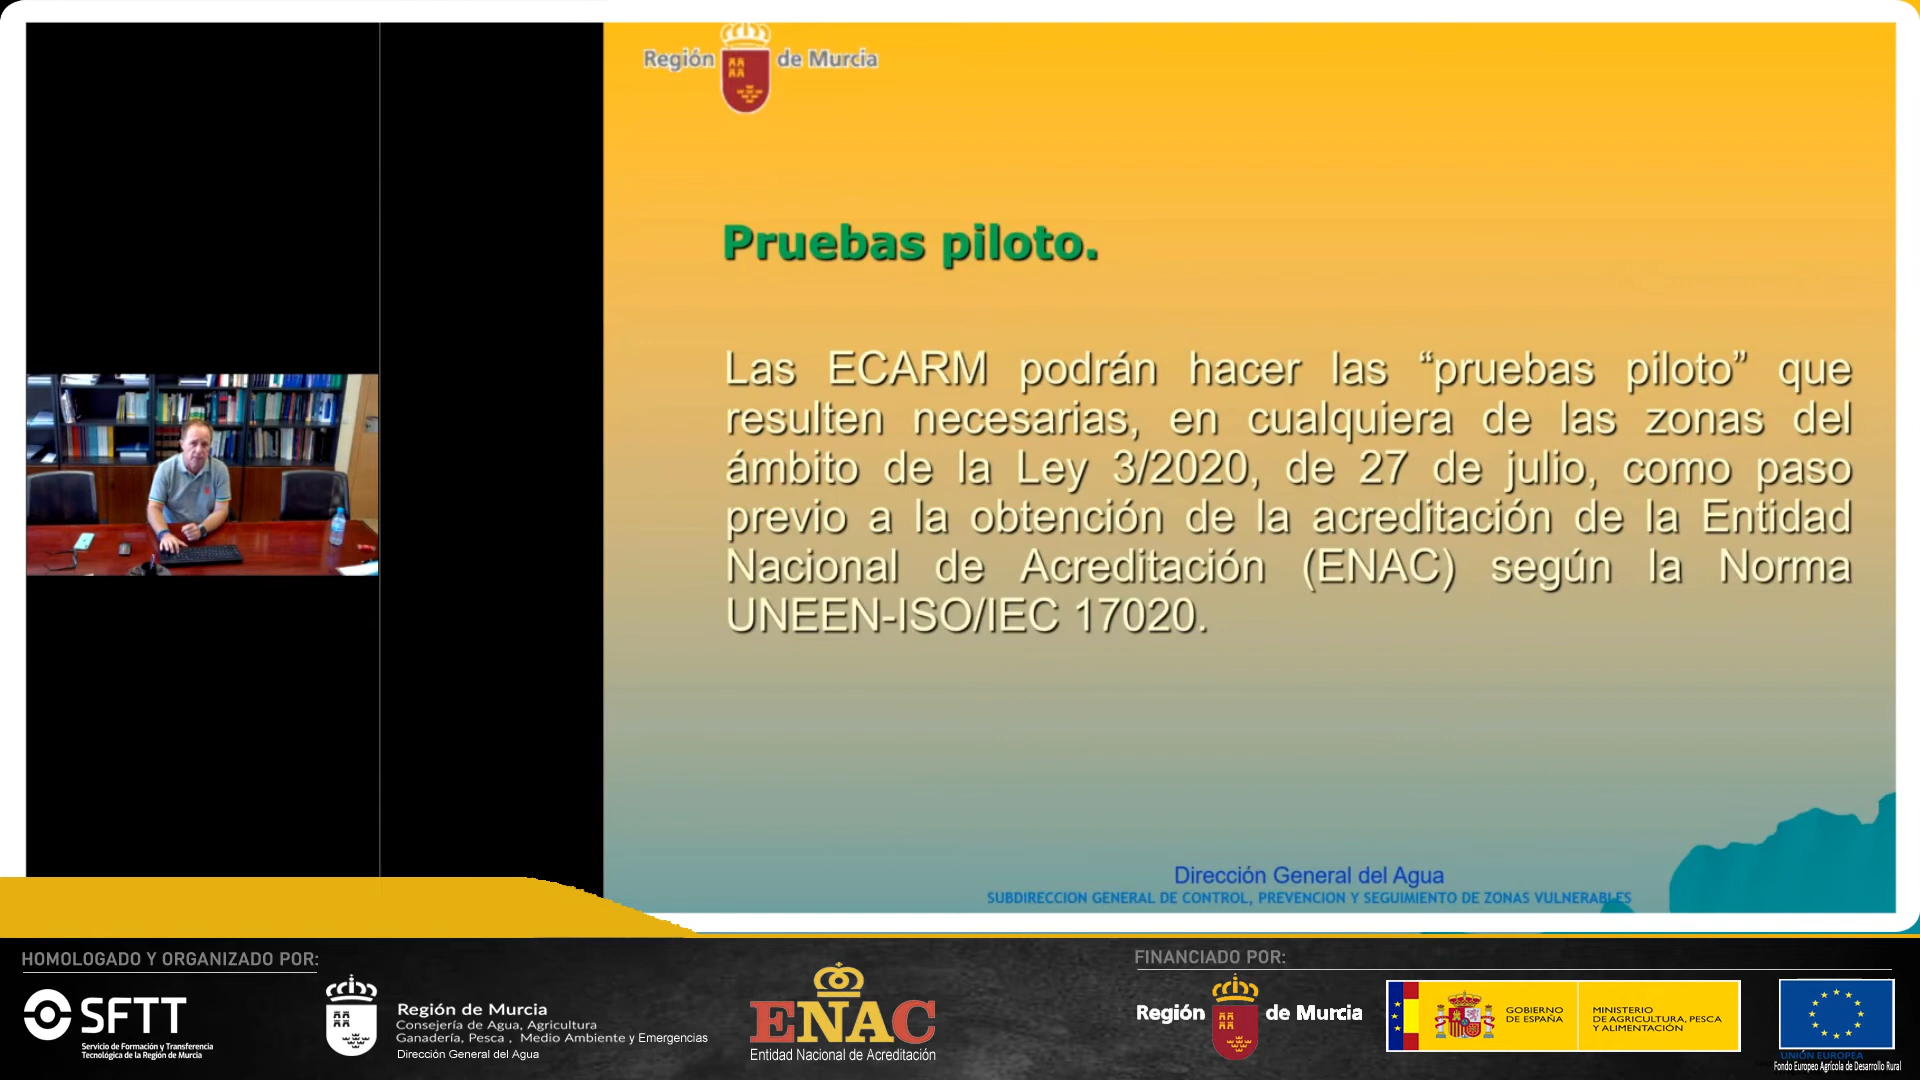 Región de Murcia
Pruebas piloto.
Las ECARM podrán hacer las “pruebas piloto” que
resulten necesarias, en cualquiera de las zonas del
ámbito de la Ley 3/2020, de 27 de julio, como paso
previo a la obtención de la acreditación de la Entidad
Nacional de Acreditación (ENAC) según la Norma
UNEEN-ISO/IEC 17020.
Dirección General del Agua
SUBDIRECCION GENERAL DE CONTROL, PREVENCION Y SEGUIMIENTO DE ZONAS VULNERABLES
HOMOLOGADO Y ORGANIZADO POR:
SFTT
Servicio de Formación y Transferencia
Tecnológica de la Región de Murcia
Región de Murcia
Consejería de Agua, Agricultura
Ganadería, Pesca , Medio Ambiente y Emergencias
Dirección General del Agua
ENAC
Entidad Nacional de Acreditación
FINANCIADO POR:
Región de Murcia
GOBIERNO
DE ESPAÑA
MINISTERIO
DE AGRICULTURA, PESCA
Y ALIMENTACIÓN
UNIÓN EUROPEA
Fondo Europeo Agrícola de Desarrollo Rural